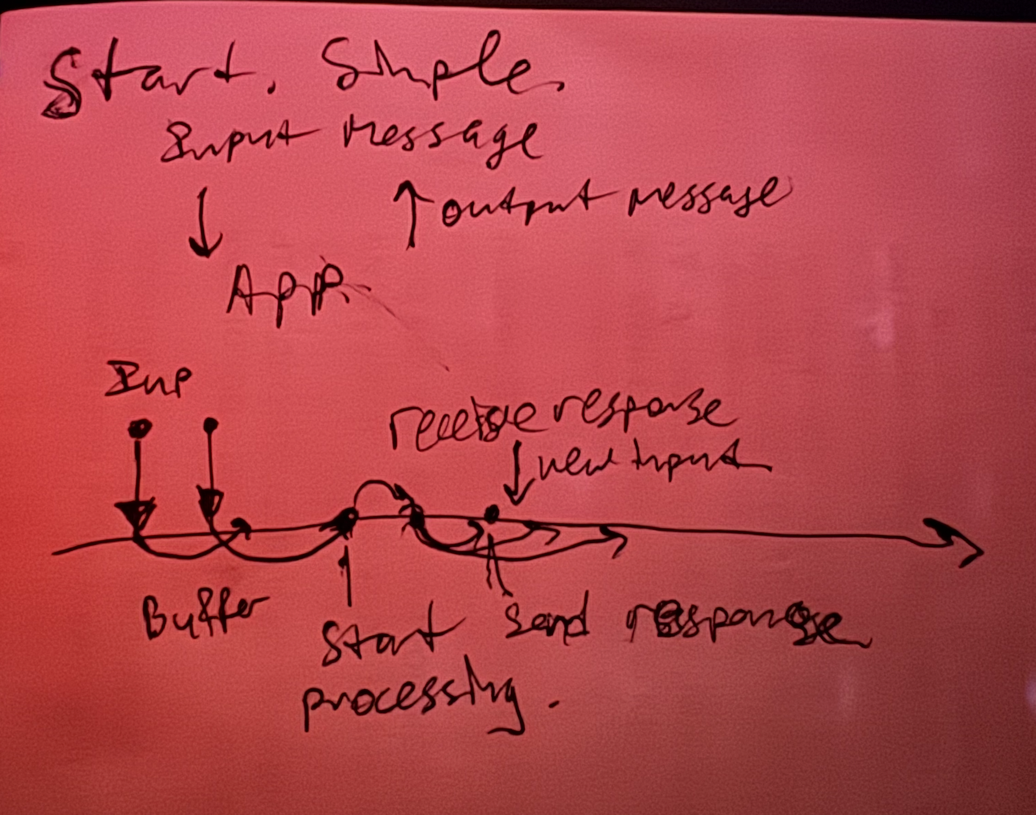 Start. Simple.
Input Message
output message
App.
Inp
receive response
new input
Buffer
Start
processing.
Send response